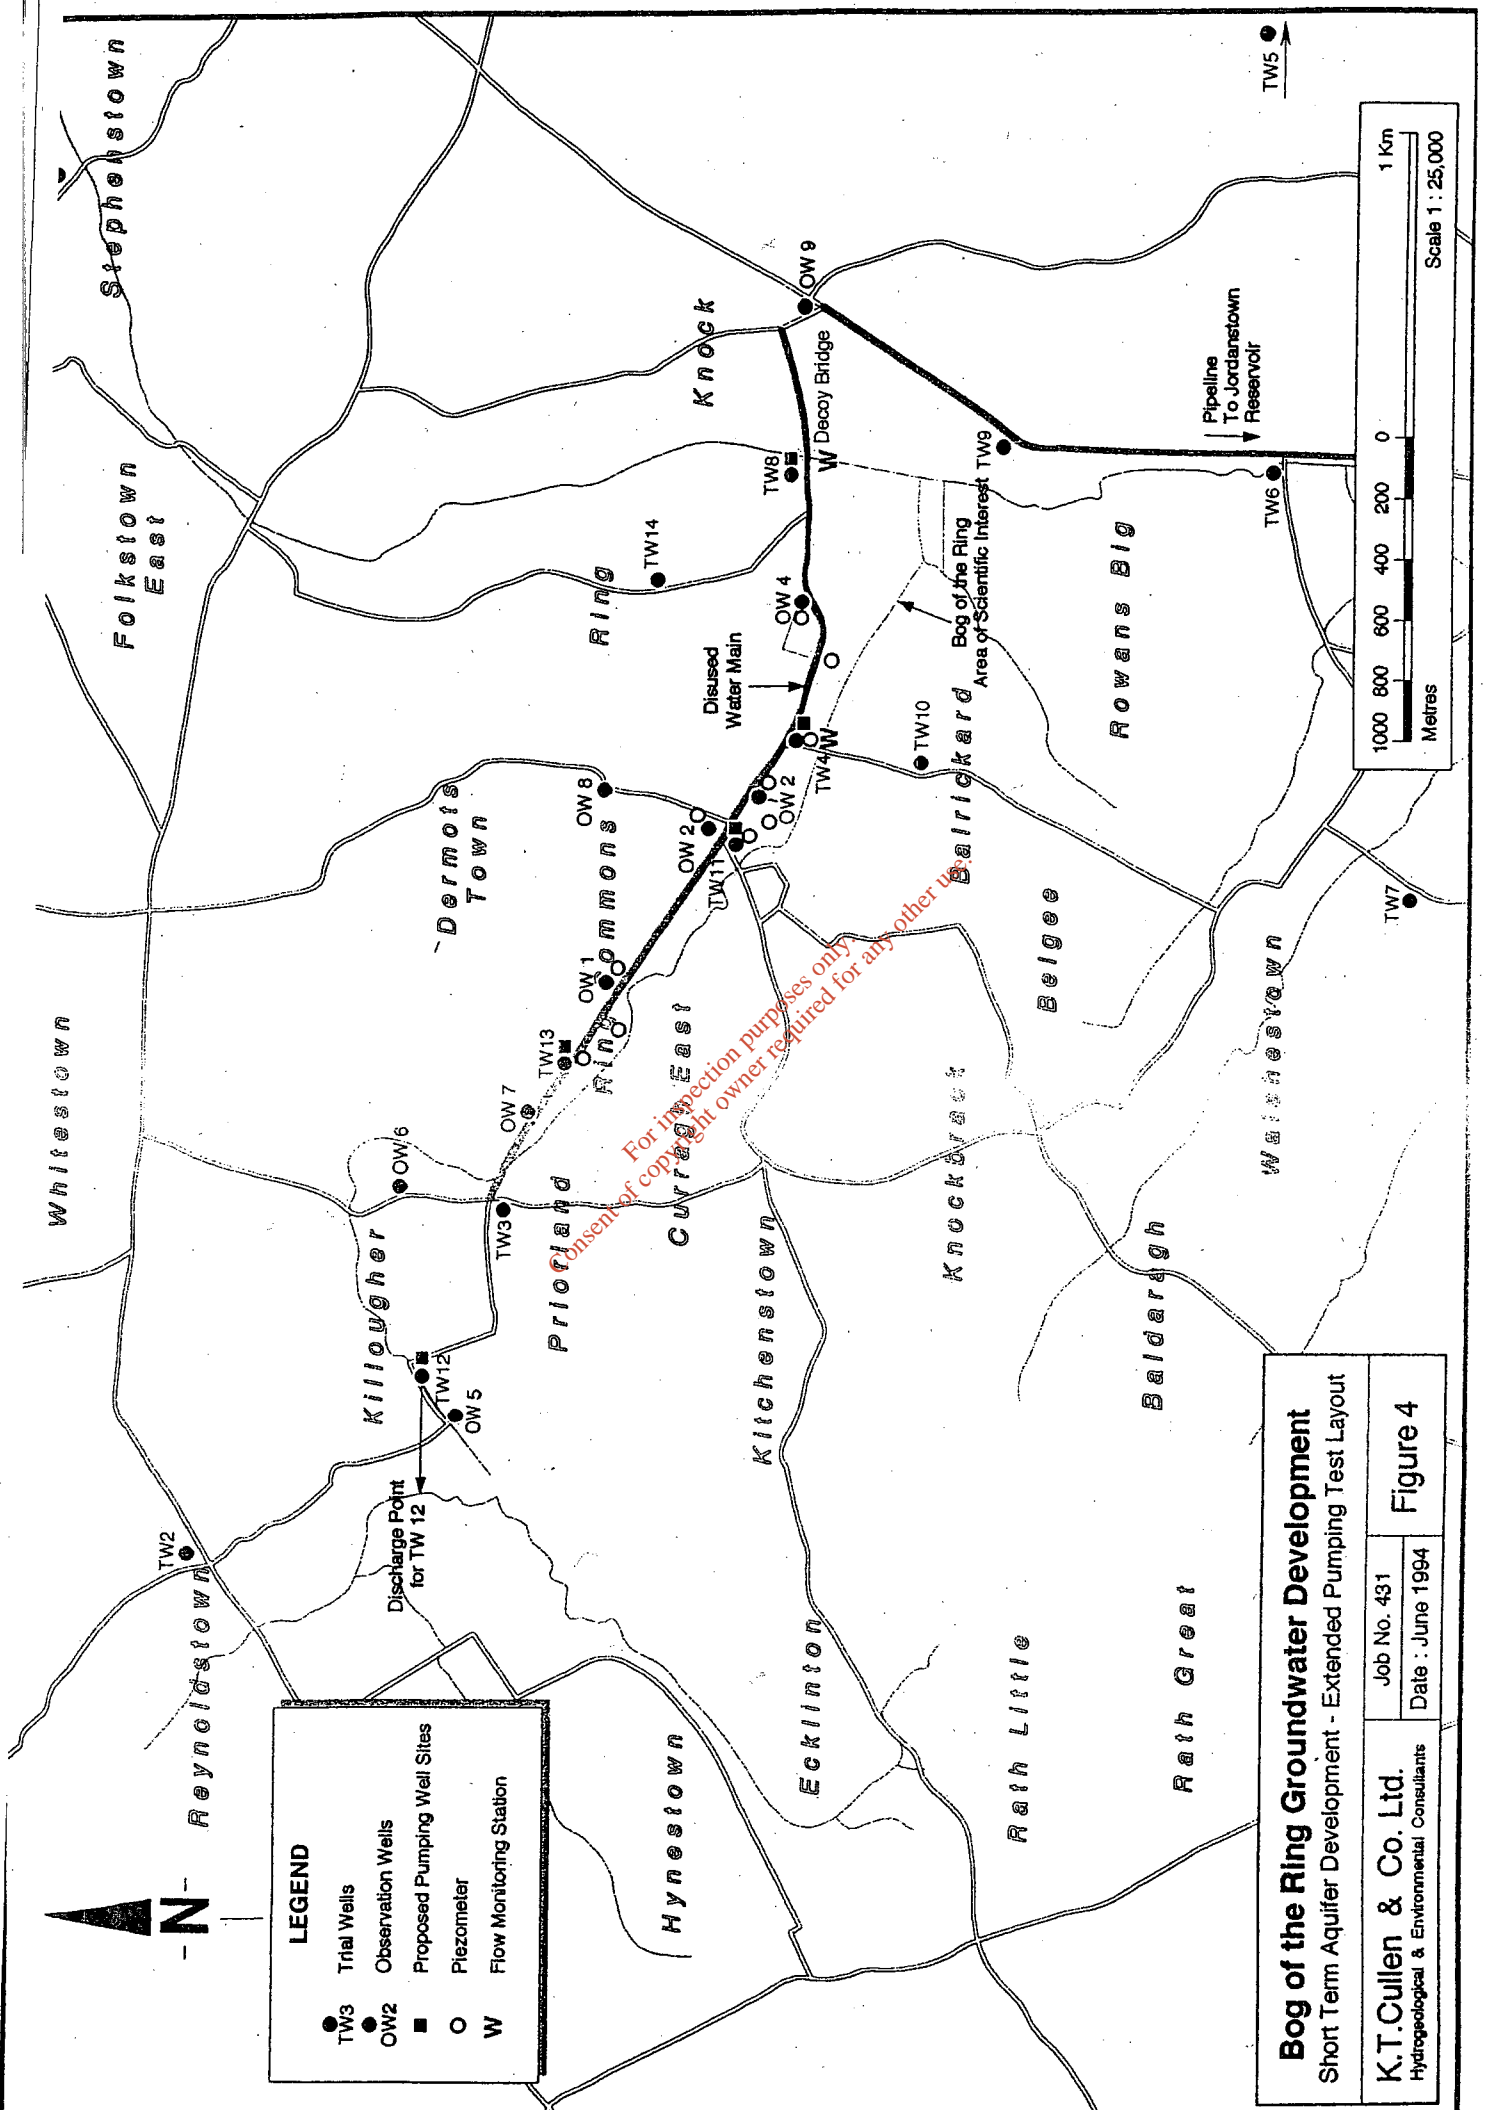 Stephenstown
Folkstown
East
Whitestown
Reynoldstown
Dermots
Town
Knock
Ring
Ring Commons
Killougher
Priorland
Curragh East
Kitchenstown
Hynestown
Ecklinton
Knockbrack
Belgee
Balrickard
Rowans Big
Walshestown
Baldaragh
Rath Little
Rath Great
TW2
Discharge Point
for TW 12
TW12
OW 5
OW 6
TW3
OW 7
TW13
OW 1
OW 8
OW 2
TW11
OW 2
TW4
W
TW10
Disused
Water Main
OW 4
TW14
TW8
W
Decoy Bridge
OW 9
Bog of the Ring
Area of Scientific Interest
TW9
TW6
TW7
TW5
Pipeline
To Jordanstown
Reservoir
N
LEGEND
TW3 Trial Wells
OW2 Observation Wells
Proposed Pumping Well Sites
Piezometer
W Flow Monitoring Station
1000 800 600 400 200 0 1 Km
Metres
Scale 1 : 25,000
Bog of the Ring Groundwater Development
Short Term Aquifer Development - Extended Pumping Test Layout
K.T.Cullen & Co. Ltd.
Hydrogeological & Environmental Consultants
Job No. 431
Date : June 1994
Figure 4
For inspection purposes only.
Consent of copyright owner required for any other use.